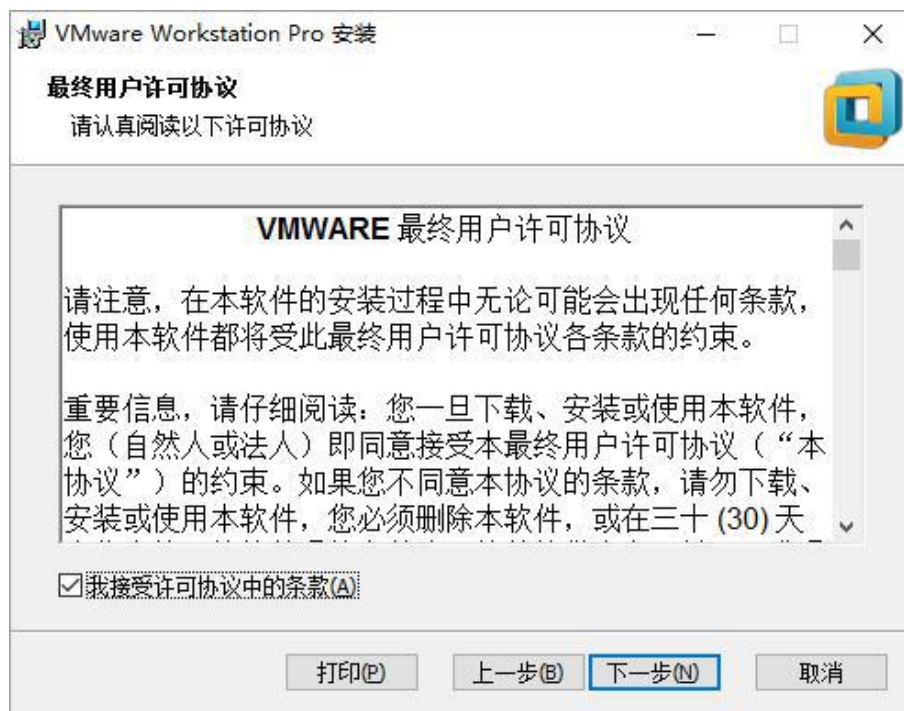 VMware Workstation Pro 安装
最终用户许可协议
请认真阅读以下许可协议
VMWARE 最终用户许可协议
请注意，在本软件的安装过程中无论可能会出现任何条款，
使用本软件都将受此最终用户许可协议各条款的约束。
重要信息，请仔细阅读：您一旦下载、安装或使用本软件，
您（自然人或法人）即同意接受本最终用户许可协议（“本
协议”）的约束。如果您不同意本协议的条款，请勿下载、
安装或使用本软件，您必须删除本软件，或在三十 (30) 天
我接受许可协议中的条款(A)
打印(P) 上一步(B) 下一步(N) 取消